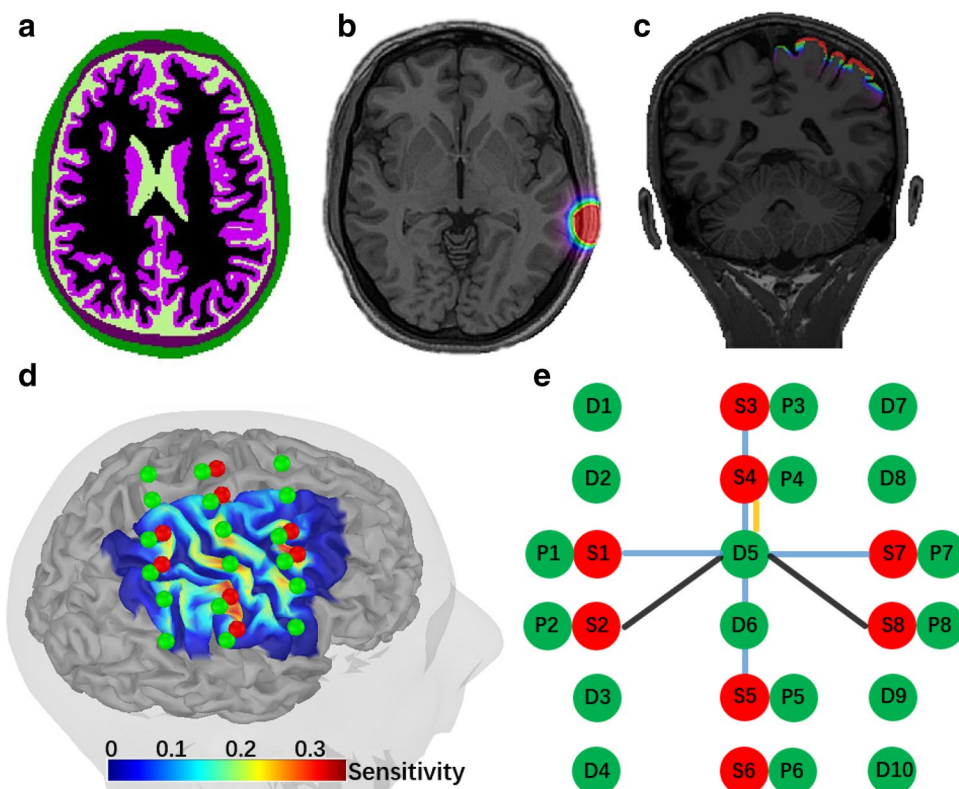 a
b
c
d
0 0.1 0.2 0.3
Sensitivity
e
D1 S3 P3 D7
D2 S4 P4 D8
P1 S1 D5 S7 P7
P2 S2 D6 S8 P8
D3 S5 P5 D9
D4 S6 P6 D10